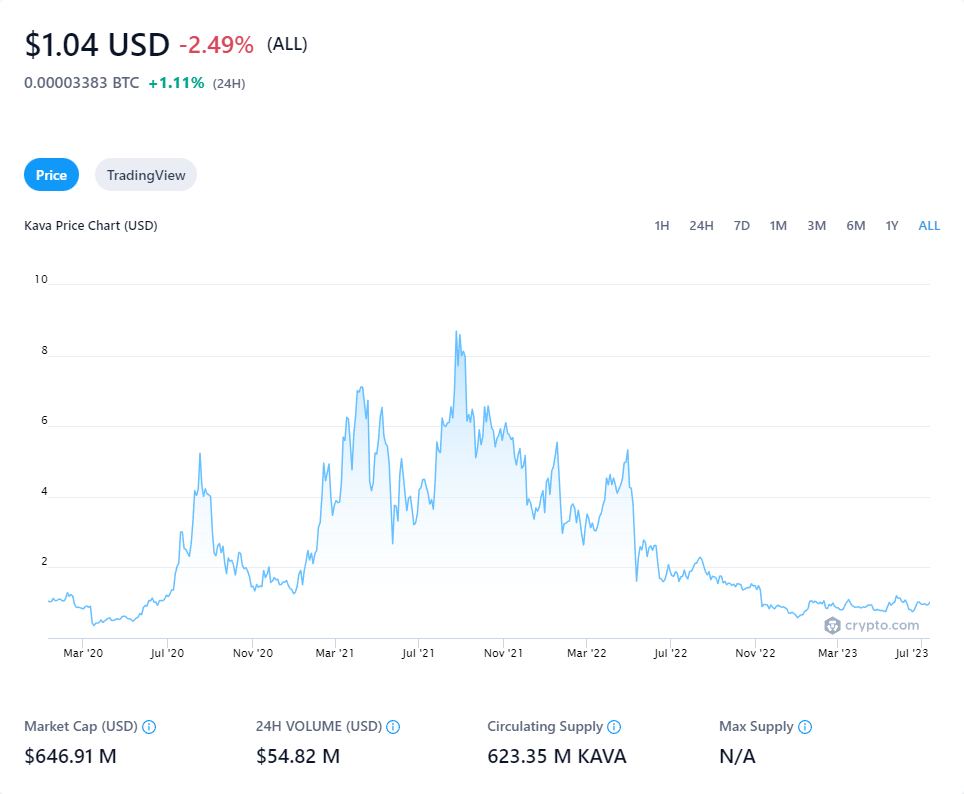 $1.04 USD -2.49% (ALL)
0.00003383 BTC +1.11% (24H)
Price TradingView
Kava Price Chart (USD) 1H 24H 7D 1M 3M 6M 1Y ALL
10
8
6
4
2
crypto.com
Mar '20 Jul '20 Nov '20 Mar '21 Jul '21 Nov '21 Mar '22 Jul '22 Nov '22 Mar '23 Jul '23
Market Cap (USD) 24H VOLUME (USD) Circulating Supply Max Supply
$646.91 M $54.82 M 623.35 M KAVA N/A